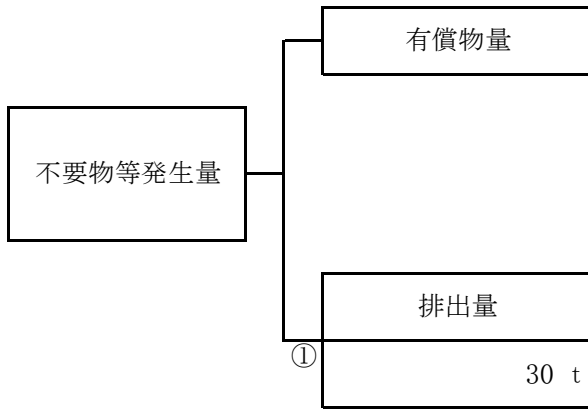 有償物量
不要物等発生量
排出量
①
30 t